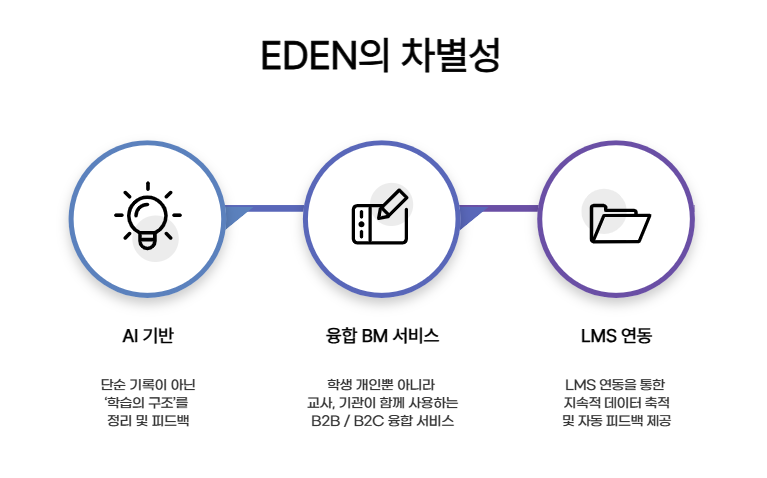 EDEN의 차별성
AI 기반
단순 기록이 아닌
'학습의 구조'를
정리 및 피드백
융합 BM 서비스
학생 개인뿐 아니라
교사, 기관이 함께 사용하는
B2B / B2C 융합 서비스
LMS 연동
LMS 연동을 통한
지속적 데이터 축적
및 자동 피드백 제공